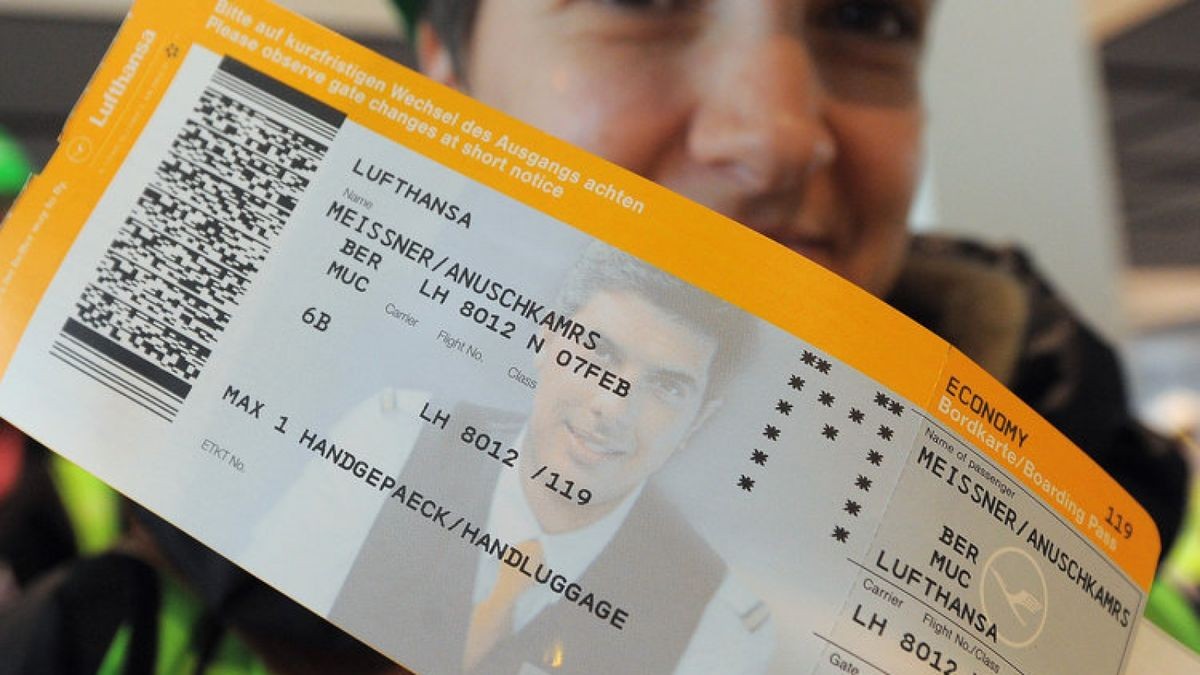 Bitte auf kurzfristigen Wechsel des Ausgangs achten
Please observe gate changes at short notice
Lufthansa
way to fly.
LUFTHANSA
Name
MEISSNER/ANUSCHKAMRS
BER LH 8012 N 07FEB
MUC
Carrier Flight No. Class
6B
LH 8012 /119
MAX 1 HANDGEPAECK/HANDLUGGAGE
ETKT No.
ECONOMY
Bordkarte/Boarding Pass
119
Name of passenger
MEISSNER/ANUSCHKAMRS
BER
MUC
LUFTHANSA
Carrier Flight No./Class
LH 8012
Gate